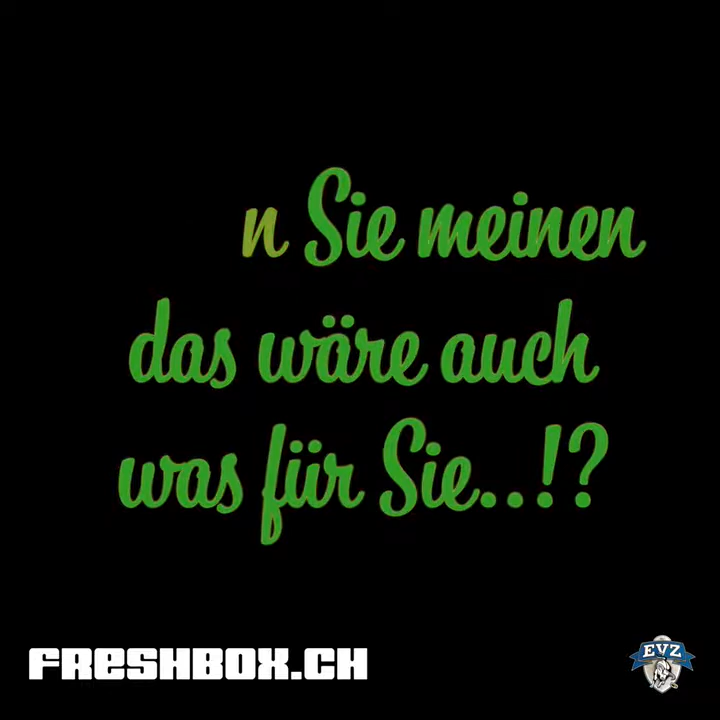 n Sie meinen
das wäre auch
was für Sie..!?
FRESHBOX.CH
EVZ